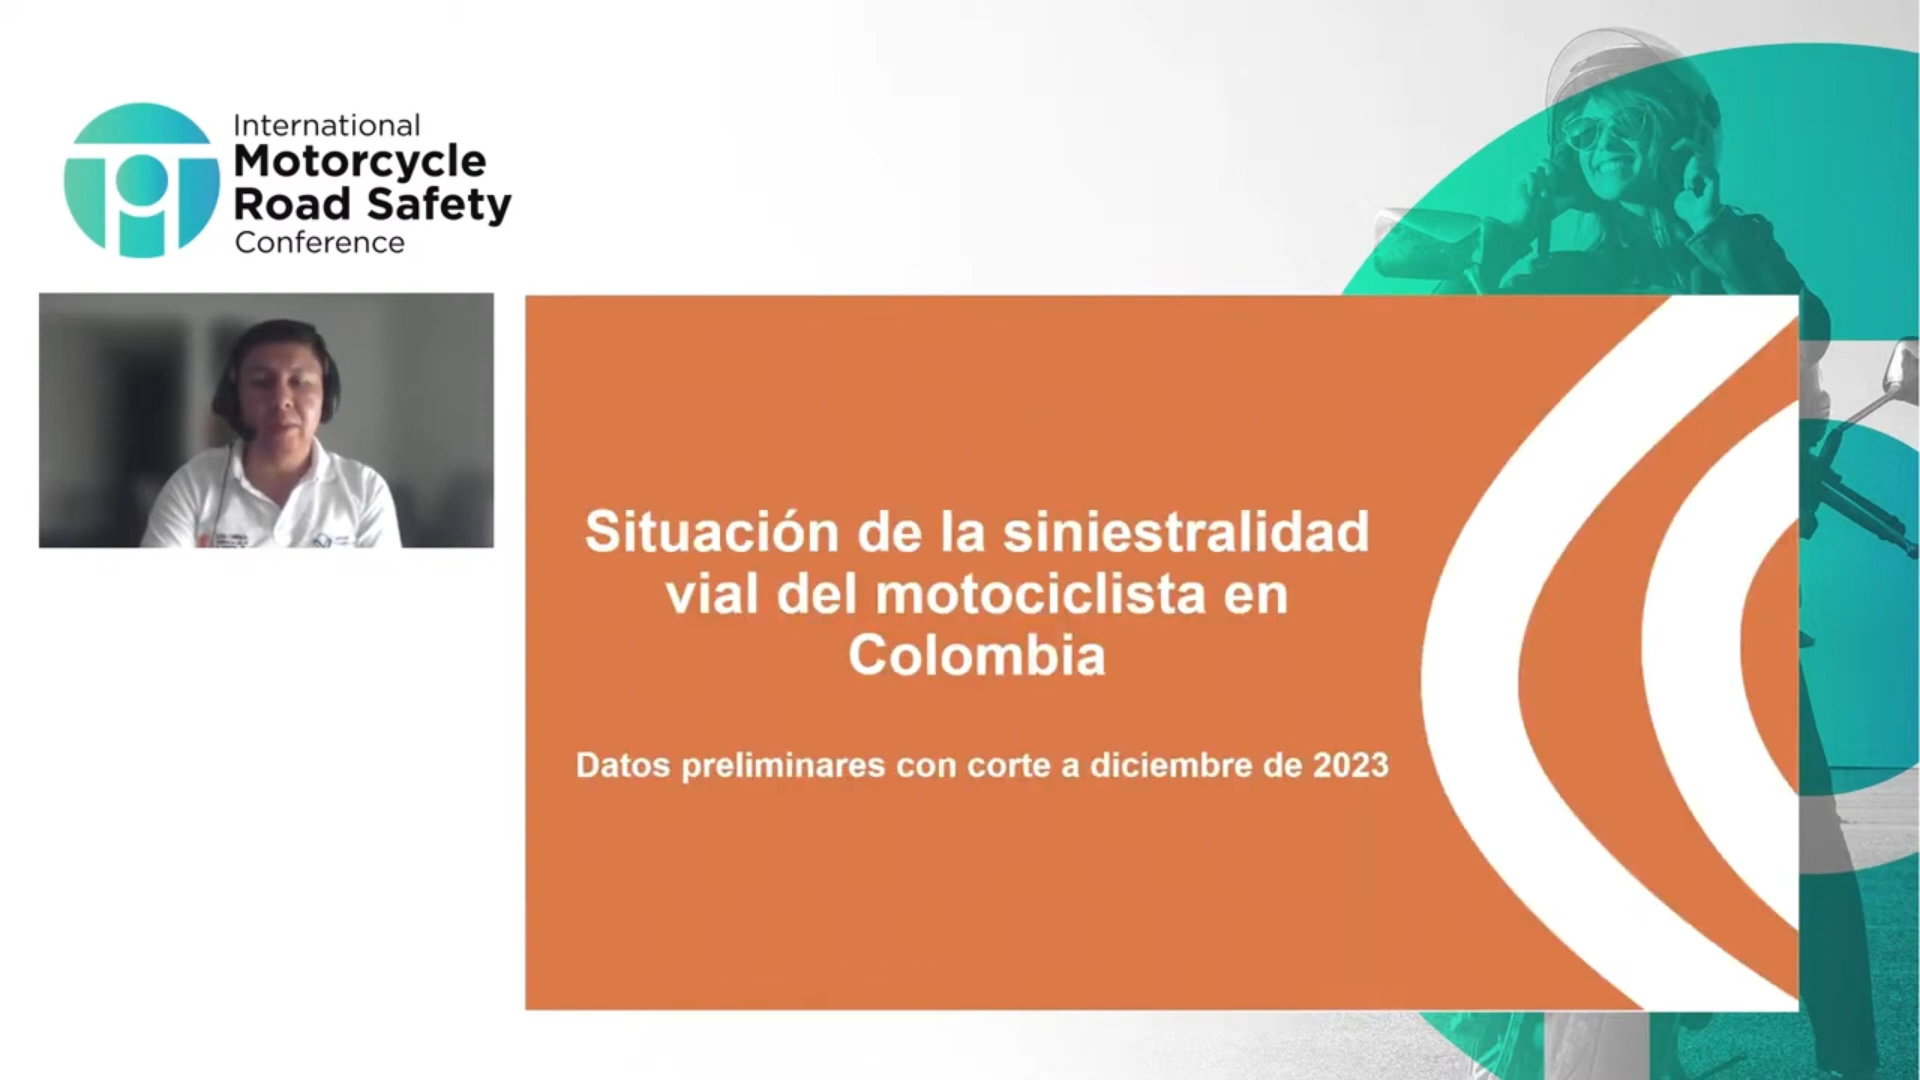 International
Motorcycle
Road Safety
Conference
Situación de la siniestralidad
vial del motociclista en
Colombia
Datos preliminares con corte a diciembre de 2023